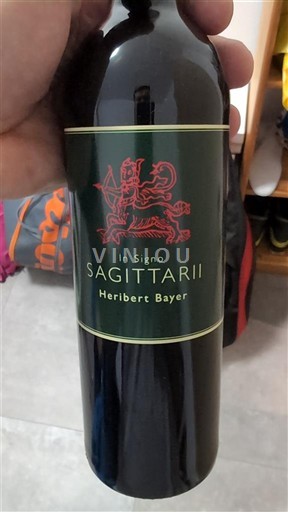 In Signo
SAGITTARII
Heribert Bayer
VINIOU